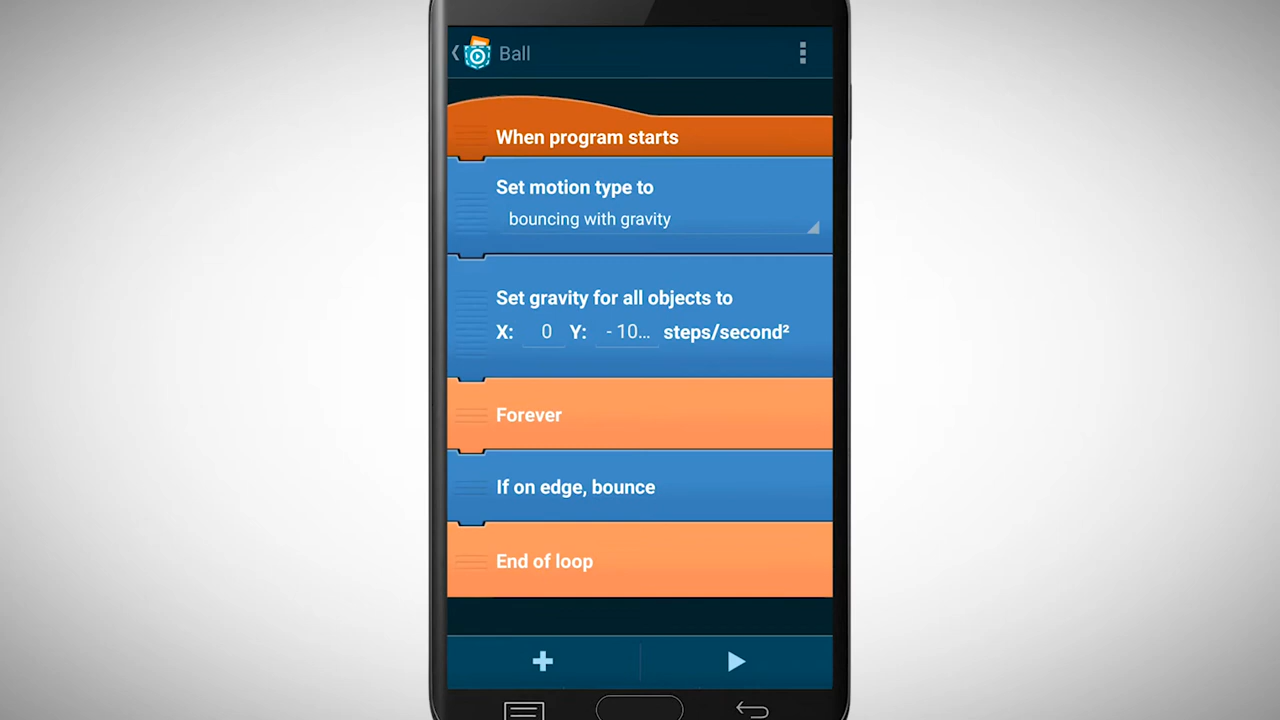 Ball
When program starts
Set motion type to
bouncing with gravity
Set gravity for all objects to
X: 0 Y: - 10... steps/second²
Forever
If on edge, bounce
End of loop